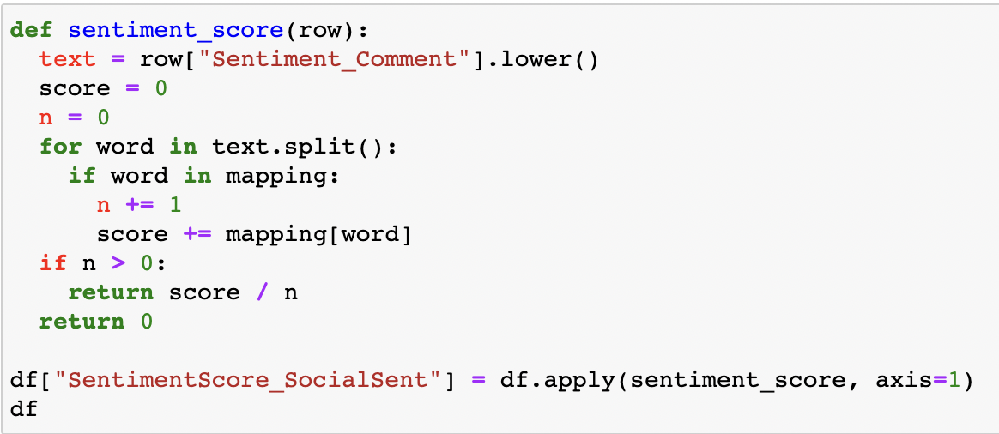 def sentiment_score(row):
  text = row["Sentiment_Comment"].lower()
  score = 0
  n = 0
  for word in text.split():
    if word in mapping:
      n += 1
      score += mapping[word]
  if n > 0:
    return score / n
  return 0

df["SentimentScore_SocialSent"] = df.apply(sentiment_score, axis=1)
df